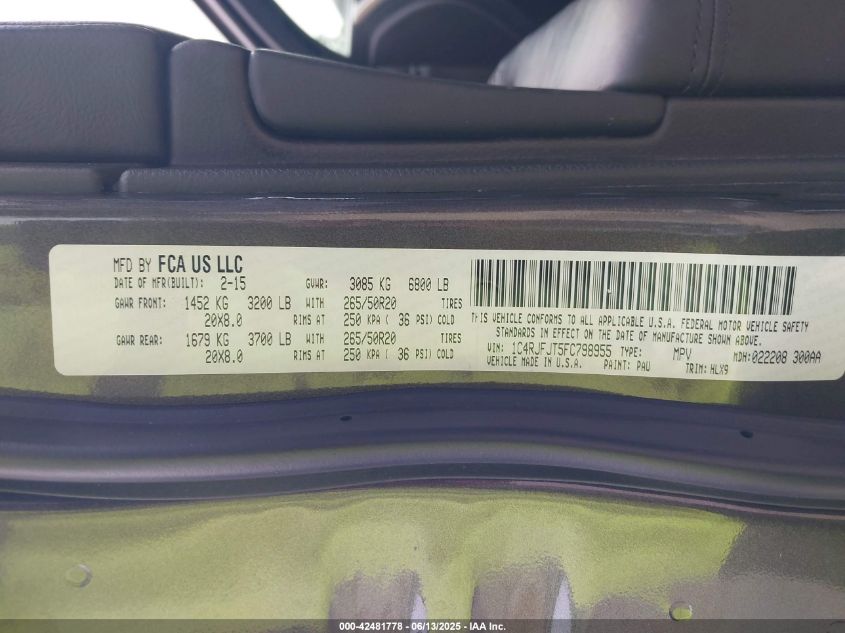 MFD BY FCA US LLC
DATE OF MFR(BUILT): 2-15 GVWR: 3085 KG 6800 LB
GAWR FRONT: 1452 KG 3200 LB WITH 265/50R20 TIRES
20X8.0 RIMS AT 250 KPA ( 36 PSI) COLD
GAWR REAR: 1679 KG 3700 LB WITH 265/50R20 TIRES
20X8.0 RIMS AT 250 KPA ( 36 PSI) COLD
THIS VEHICLE CONFORMS TO ALL APPLICABLE U.S.A. FEDERAL MOTOR VEHICLE SAFETY
STANDARDS IN EFFECT ON THE DATE OF MANUFACTURE SHOWN ABOVE.
VIN: 1C4RJFJT5FC798955 TYPE: MPV MDH:022208 300AA
VEHICLE MADE IN U.S.A. PAINT: PAU TRIM: HLX9
000-42481778 - 06/13/2025 - IAA Inc.